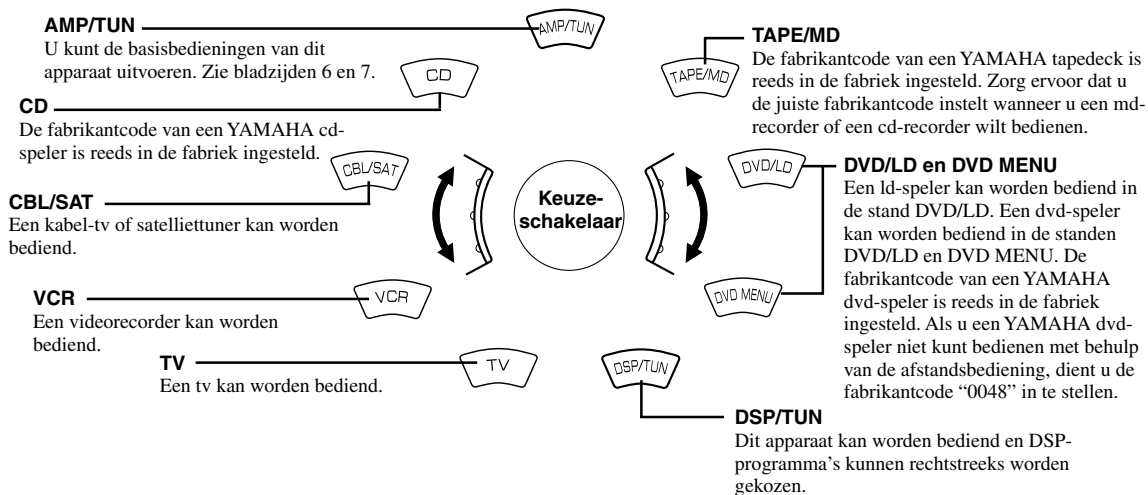 AMP/TUN
U kunt de basisbedieningen van dit
apparaat uitvoeren. Zie bladzijden 6 en 7.
CD
De fabrikantcode van een YAMAHA cd-
speler is reeds in de fabriek ingesteld.
CBL/SAT
Een kabel-tv of satelliettuner kan worden
bediend.
VCR
Een videorecorder kan worden
bediend.
TV
Een tv kan worden bediend.
AMP/TUN
CD
CBL/SAT
VCR
TV
Keuze-
schakelaar
TAPE/MD
DVD/LD
DVD MENU
DSP/TUN
TAPE/MD
De fabrikantcode van een YAMAHA tapedeck is
reeds in de fabriek ingesteld. Zorg ervoor dat u
de juiste fabrikantcode instelt wanneer u een md-
recorder of een cd-recorder wilt bedienen.
DVD/LD en DVD MENU
Een ld-speler kan worden bediend in
de stand DVD/LD. Een dvd-speler
kan worden bediend in de standen
DVD/LD en DVD MENU. De
fabrikantcode van een YAMAHA
dvd-speler is reeds in de fabriek
ingesteld. Als u een YAMAHA dvd-
speler niet kunt bedienen met behulp
van de afstandsbediening, dient u de
fabrikantcode “0048” in te stellen.
DSP/TUN
Dit apparaat kan worden bediend en DSP-
programma’s kunnen rechtstreeks worden
gekozen.